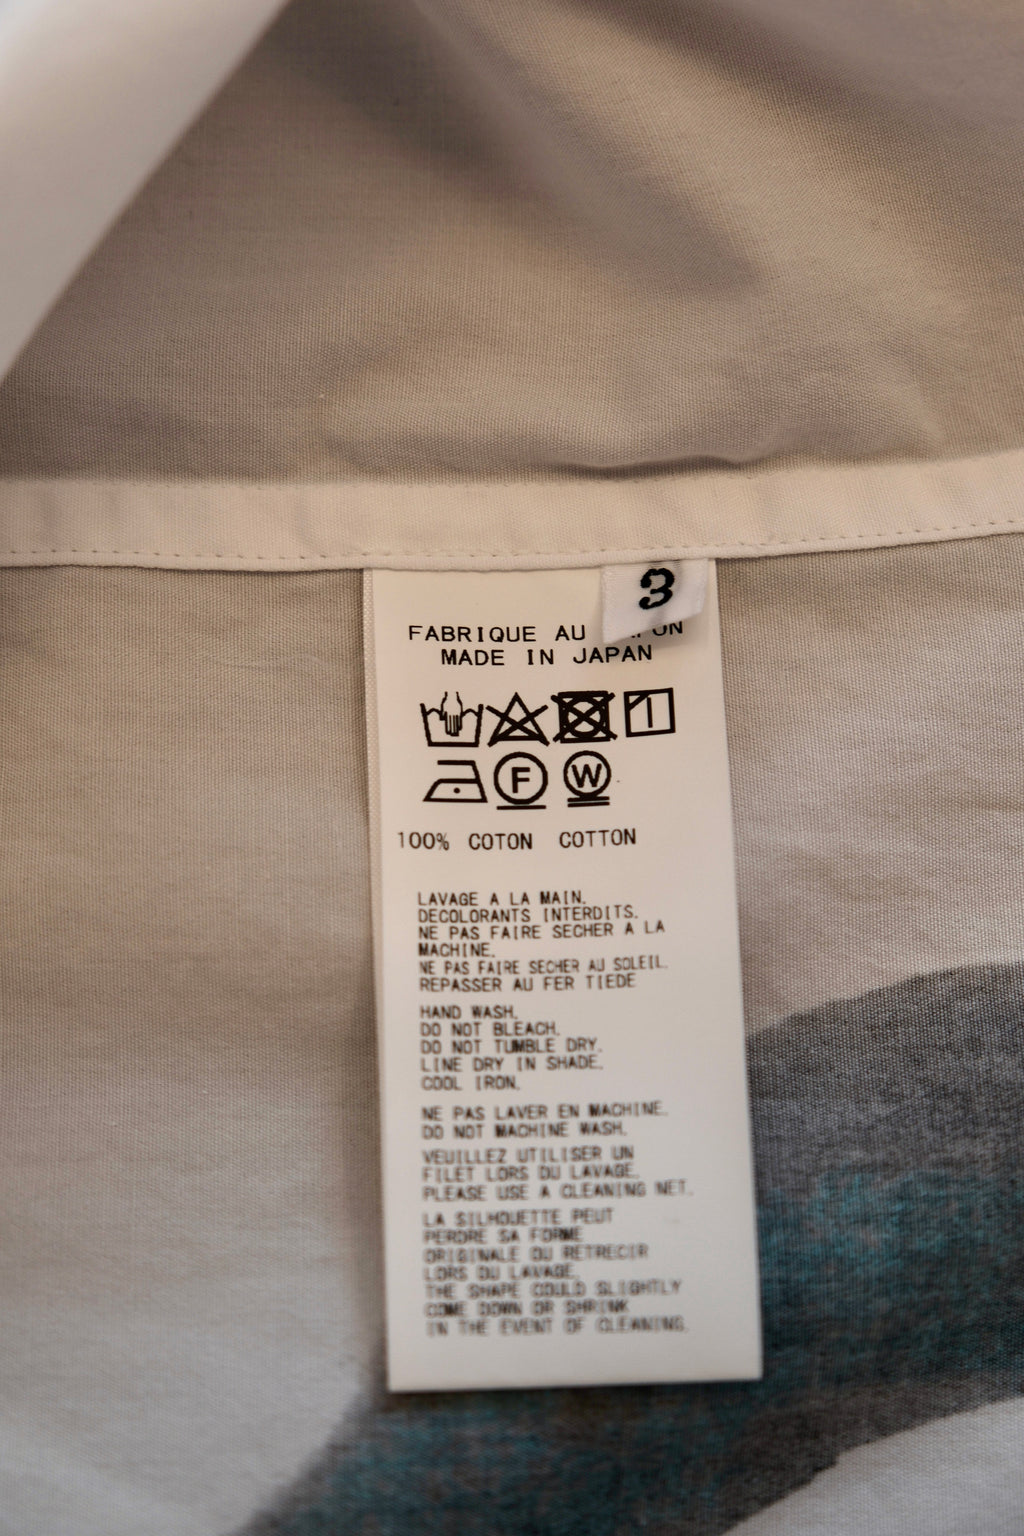 3
FABRIQUE AU JAPON
MADE IN JAPAN
F W
100% COTON COTTON
LAVAGE A LA MAIN.
DECOLORANTS INTERDITS.
NE PAS FAIRE SECHER A LA
MACHINE.
NE PAS FAIRE SECHER AU SOLEIL.
REPASSER AU FER TIEDE
HAND WASH.
DO NOT BLEACH.
DO NOT TUMBLE DRY.
LINE DRY IN SHADE.
COOL IRON.
NE PAS LAVER EN MACHINE.
DO NOT MACHINE WASH.
VEUILLEZ UTILISER UN
FILET LORS DU LAVAGE.
PLEASE USE A CLEANING NET.
LA SILHOUETTE PEUT
PERDRE SA FORME
ORIGINALE OU RETRECIR
LORS DU LAVAGE.
THE SHAPE COULD SLIGHTLY
COME DOWN OR SHRINK
IN THE EVENT OF CLEANING.